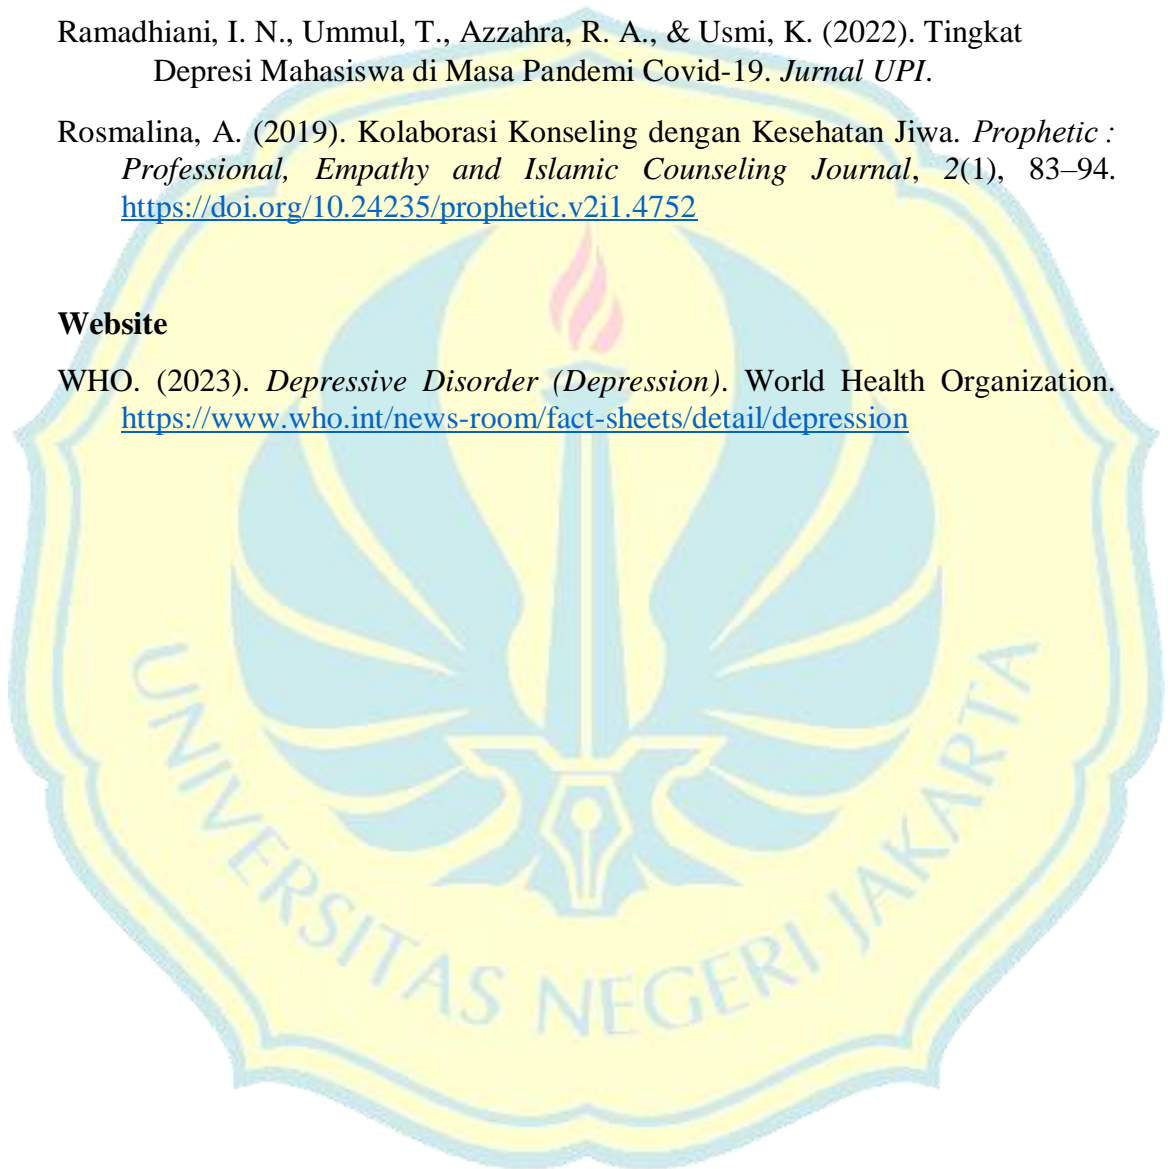 Ramadhiani, I. N., Ummul, T., Azzahra, R. A., & Usmi, K. (2022). Tingkat
Depresi Mahasiswa di Masa Pandemi Covid-19. Jurnal UPI.
Rosmalina, A. (2019). Kolaborasi Konseling dengan Kesehatan Jiwa. Prophetic :
Professional, Empathy and Islamic Counseling Journal, 2(1), 83–94.
https://doi.org/10.24235/prophetic.v2i1.4752
Website
WHO. (2023). Depressive Disorder (Depression). World Health Organization.
https://www.who.int/news-room/fact-sheets/detail/depression
UNIVERSITAS NEGERI JAKARTA